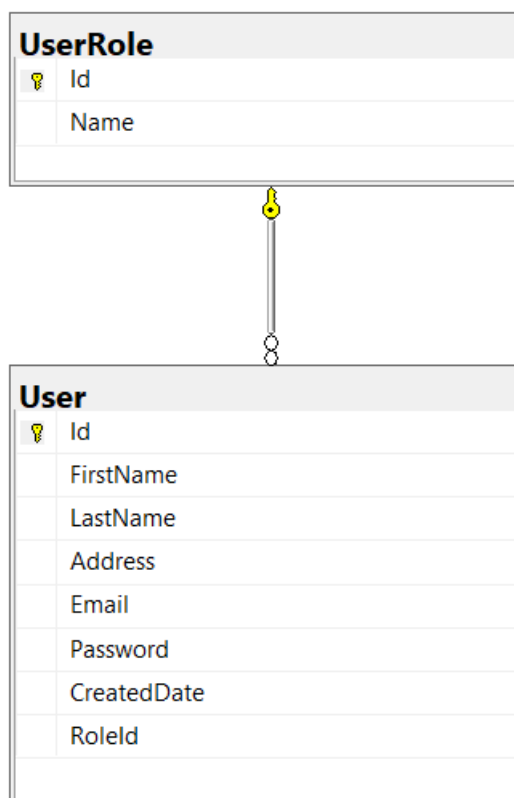 UserRole
Id
Name
User
Id
FirstName
LastName
Address
Email
Password
CreatedDate
RoleId